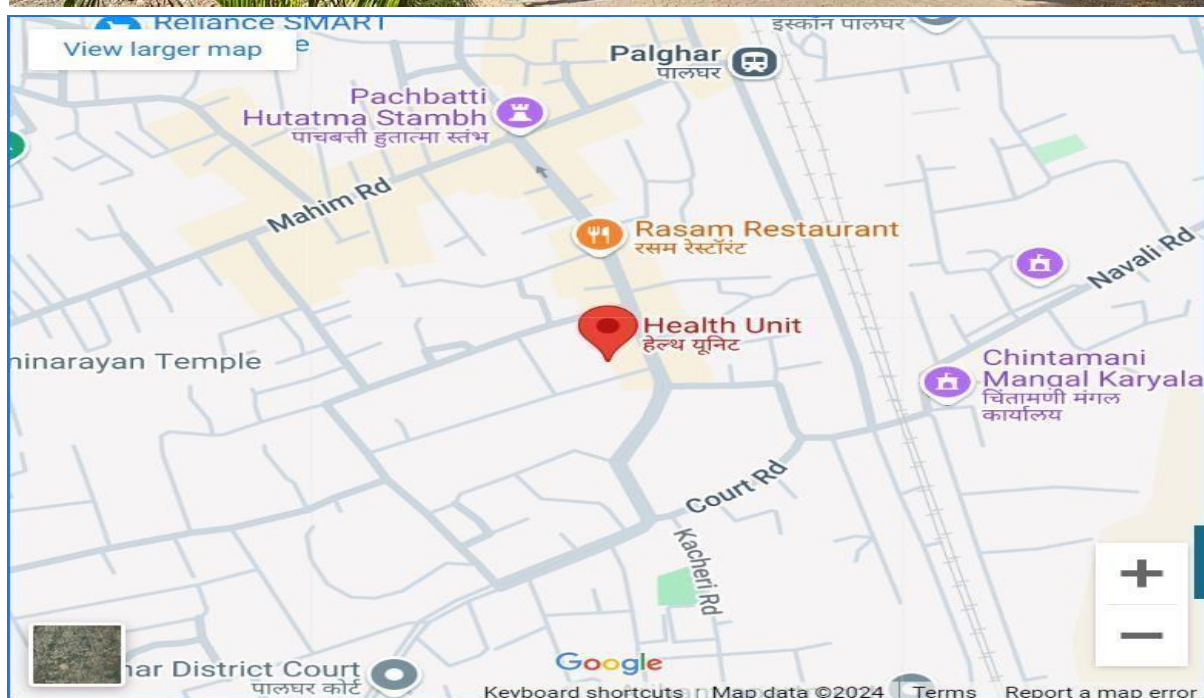 Reliance SMART
e
View larger map
इस्कॉन पालघर
Palghar
पालघर
Pachbatti
Hutatma Stambh
पाचबत्ती हुतात्मा स्तंभ
Mahim Rd
Rasam Restaurant
रसम रेस्टॉरंट
Navali Rd
Health Unit
हेल्थ यूनिट
ninarayan Temple
Chintamani
Mangal Karyala
चिंतामणी मंगल
कार्यालय
Court Rd
Kacheri Rd
+
−
har District Court
पालघर कोर्ट
Google
Keyboard shortcuts
Map data ©2024
Terms
Report a map error